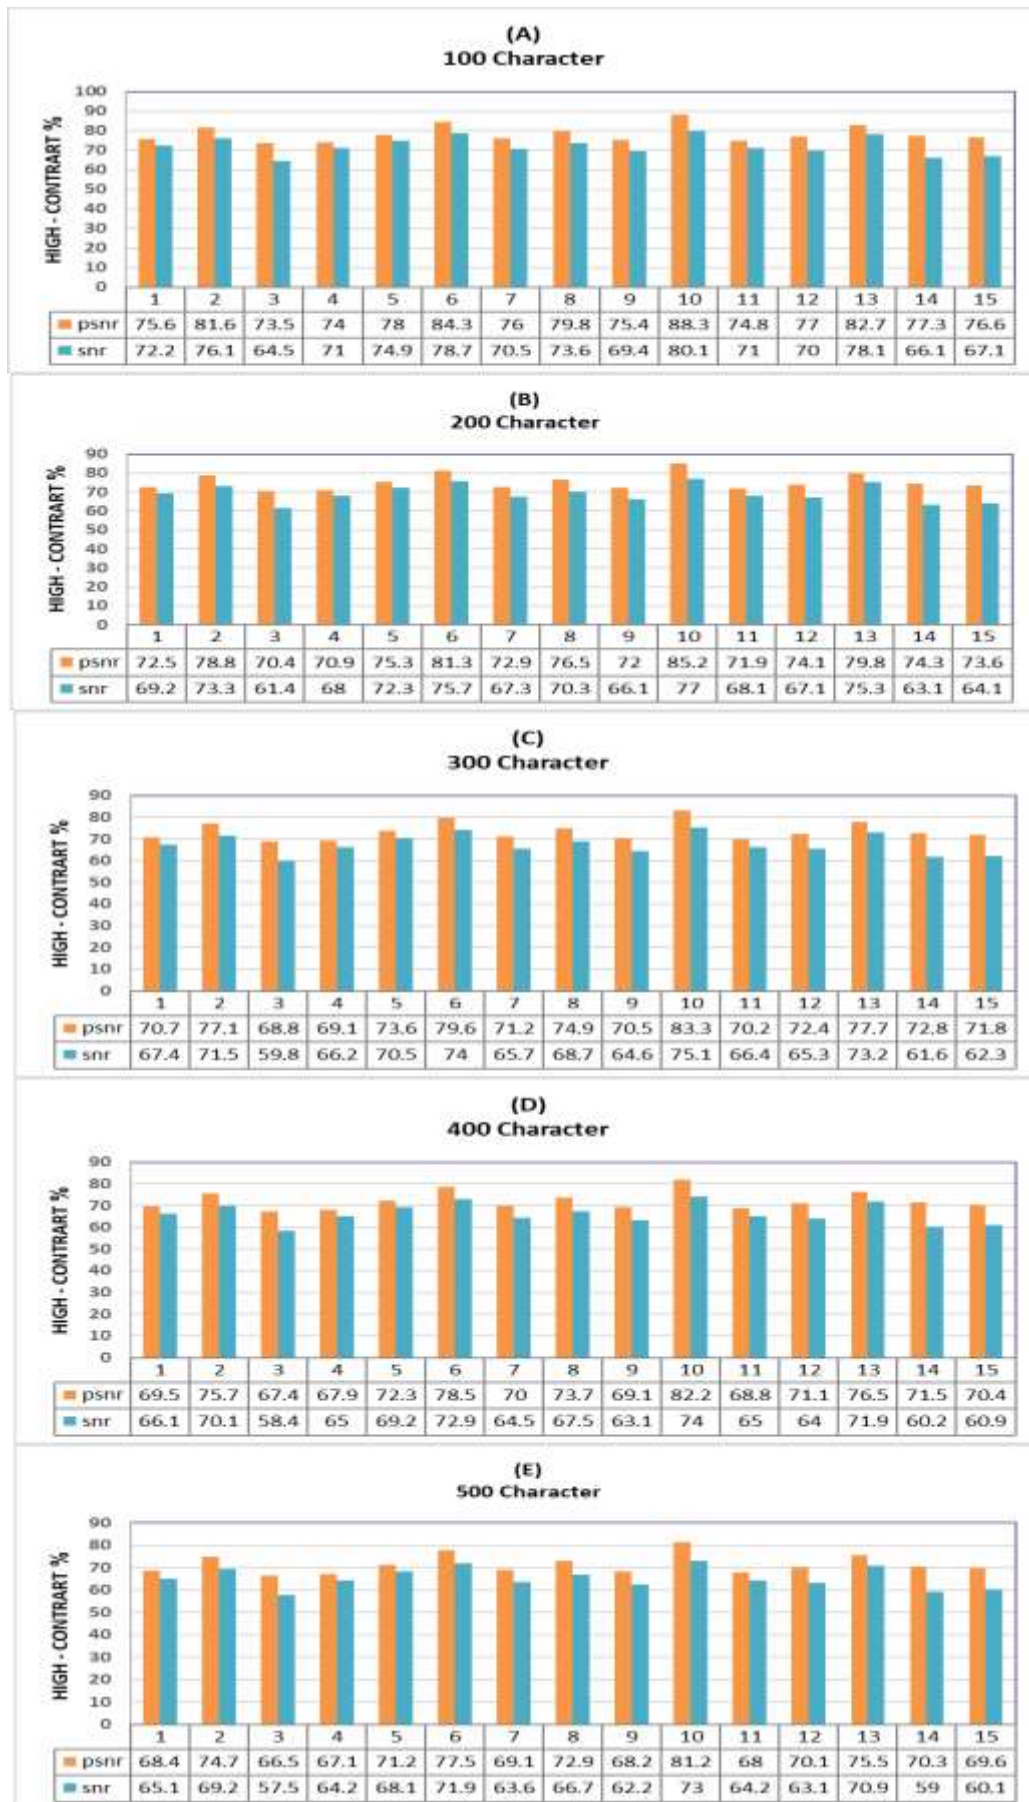 (A)
100 Character
HIGH - CONTRART %
100
90
80
70
60
50
40
30
20
10
0
1 2 3 4 5 6 7 8 9 10 11 12 13 14 15
psnr 75.6 81.6 73.5 74 78 84.3 76 79.8 75.4 88.3 74.8 77 82.7 77.3 76.6
snr 72.2 76.1 64.5 71 74.9 78.7 70.5 73.6 69.4 80.1 71 70 78.1 66.1 67.1
(B)
200 Character
HIGH - CONTRART %
90
80
70
60
50
40
30
20
10
0
1 2 3 4 5 6 7 8 9 10 11 12 13 14 15
psnr 72.5 78.8 70.4 70.9 75.3 81.3 72.9 76.5 72 85.2 71.9 74.1 79.8 74.3 73.6
snr 69.2 73.3 61.4 68 72.3 75.7 67.3 70.3 66.1 77 68.1 67.1 75.3 63.1 64.1
(C)
300 Character
HIGH - CONTRART %
90
80
70
60
50
40
30
20
10
0
1 2 3 4 5 6 7 8 9 10 11 12 13 14 15
psnr 70.7 77.1 68.8 69.1 73.6 79.6 71.2 74.9 70.5 83.3 70.2 72.4 77.7 72.8 71.8
snr 67.4 71.5 59.8 66.2 70.5 74 65.7 68.7 64.6 75.1 66.4 65.3 73.2 61.6 62.3
(D)
400 Character
HIGH - CONTRART %
90
80
70
60
50
40
30
20
10
0
1 2 3 4 5 6 7 8 9 10 11 12 13 14 15
psnr 69.5 75.7 67.4 67.9 72.3 78.5 70 73.7 69.1 82.2 68.8 71.1 76.5 71.5 70.4
snr 66.1 70.1 58.4 65 69.2 72.9 64.5 67.5 63.1 74 65 64 71.9 60.2 60.9
(E)
500 Character
HIGH - CONTRART %
90
80
70
60
50
40
30
20
10
0
1 2 3 4 5 6 7 8 9 10 11 12 13 14 15
psnr 68.4 74.7 66.5 67.1 71.2 77.5 69.1 72.9 68.2 81.2 68 70.1 75.5 70.3 69.6
snr 65.1 69.2 57.5 64.2 68.1 71.9 63.6 66.7 62.2 73 64.2 63.1 70.9 59 60.1